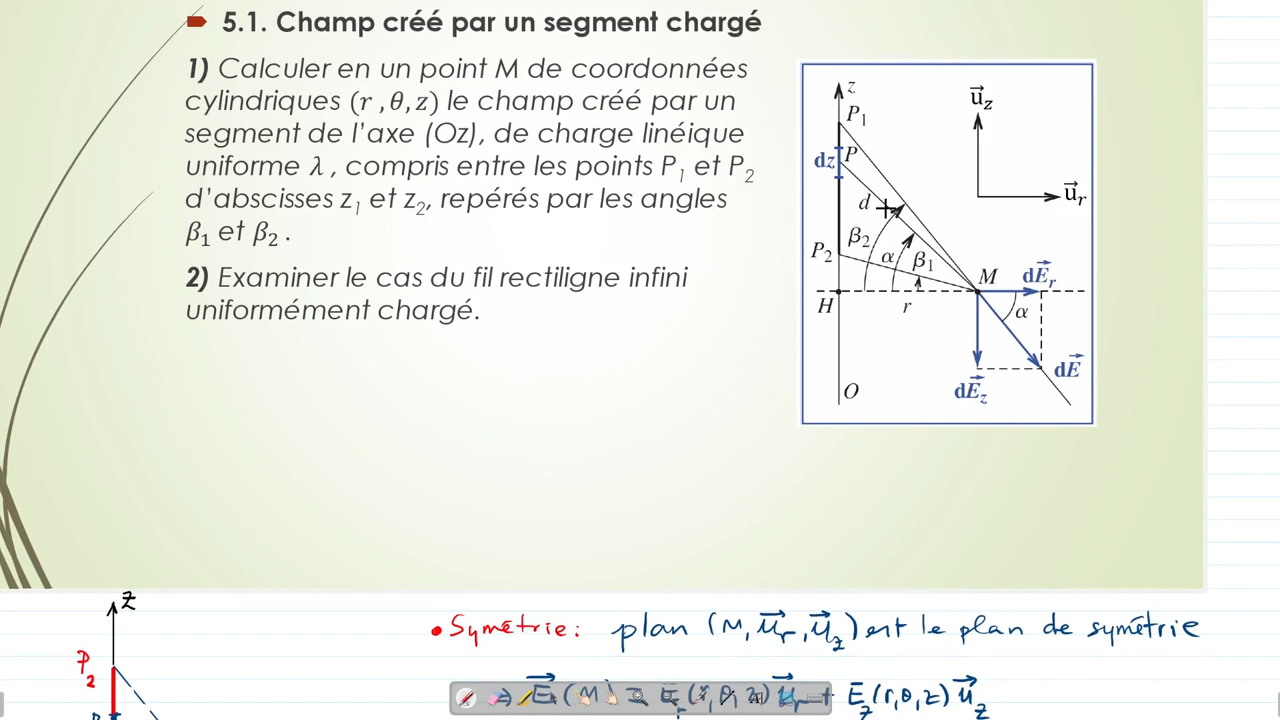 5.1. Champ créé par un segment chargé
1) Calculer en un point M de coordonnées
cylindriques (r , θ, z) le champ créé par un
segment de l'axe (Oz), de charge linéique
uniforme λ , compris entre les points P₁ et P₂
d'abscisses z₁ et z₂, repérés par les angles
β₁ et β₂ .
2) Examiner le cas du fil rectiligne infini
uniformément chargé.
z
P₁
u⃗z
dz P
d
u⃗r
β₂
P₂ α β₁
M dE⃗r
H r α
dE⃗
dE⃗z
O
z
P₂
• Symétrie : plan (M, u⃗r, u⃗z) est le plan de symétrie
⇒ E⃗(M) = Er(r, θ, z) u⃗r + Ez(r, θ, z) u⃗z